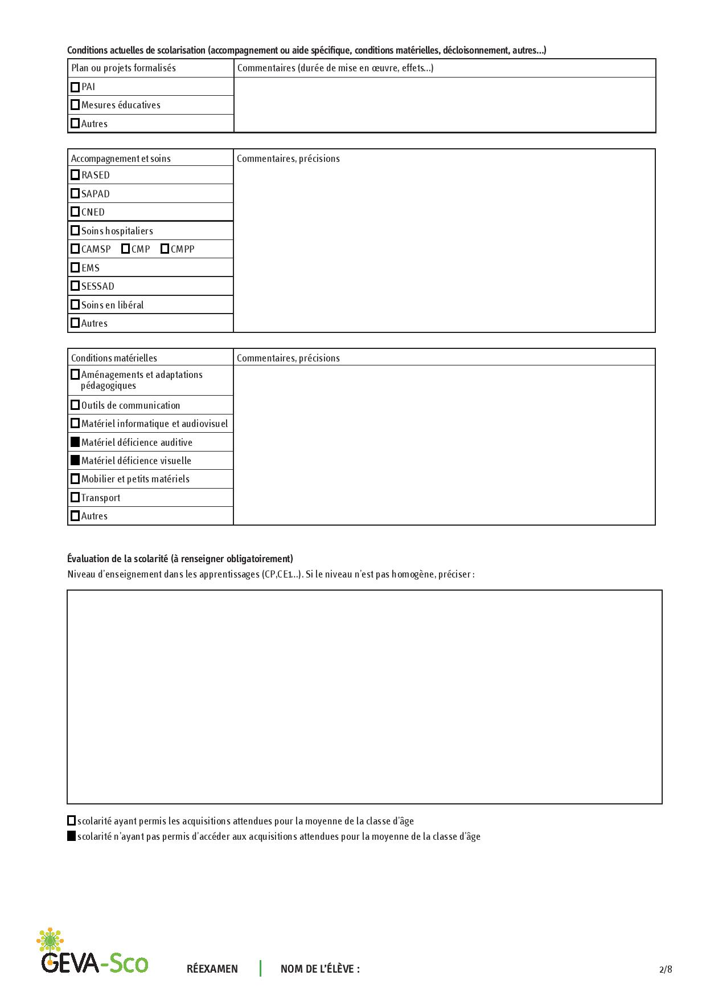 Conditions actuelles de scolarisation (accompagnement ou aide spécifique, conditions matérielles, décloisonnement, autres...)
Plan ou projets formalisés
Commentaires (durée de mise en œuvre, effets...)
PAI
Mesures éducatives
Autres
Accompagnement et soins
Commentaires, précisions
RASED
SAPAD
CNED
Soins hospitaliers
CAMSP CMP CMPP
EMS
SESSAD
Soins en libéral
Autres
Conditions matérielles
Commentaires, précisions
Aménagements et adaptations
pédagogiques
Outils de communication
Matériel informatique et audiovisuel
Matériel déficience auditive
Matériel déficience visuelle
Mobilier et petits matériels
Transport
Autres
Évaluation de la scolarité (à renseigner obligatoirement)
Niveau d'enseignement dans les apprentissages (CP,CE1...). Si le niveau n'est pas homogène, préciser :
scolarité ayant permis les acquisitions attendues pour la moyenne de la classe d'âge
scolarité n'ayant pas permis d'accéder aux acquisitions attendues pour la moyenne de la classe d'âge
GEVA-Sco
RÉEXAMEN
NOM DE L'ÉLÈVE :
2/8